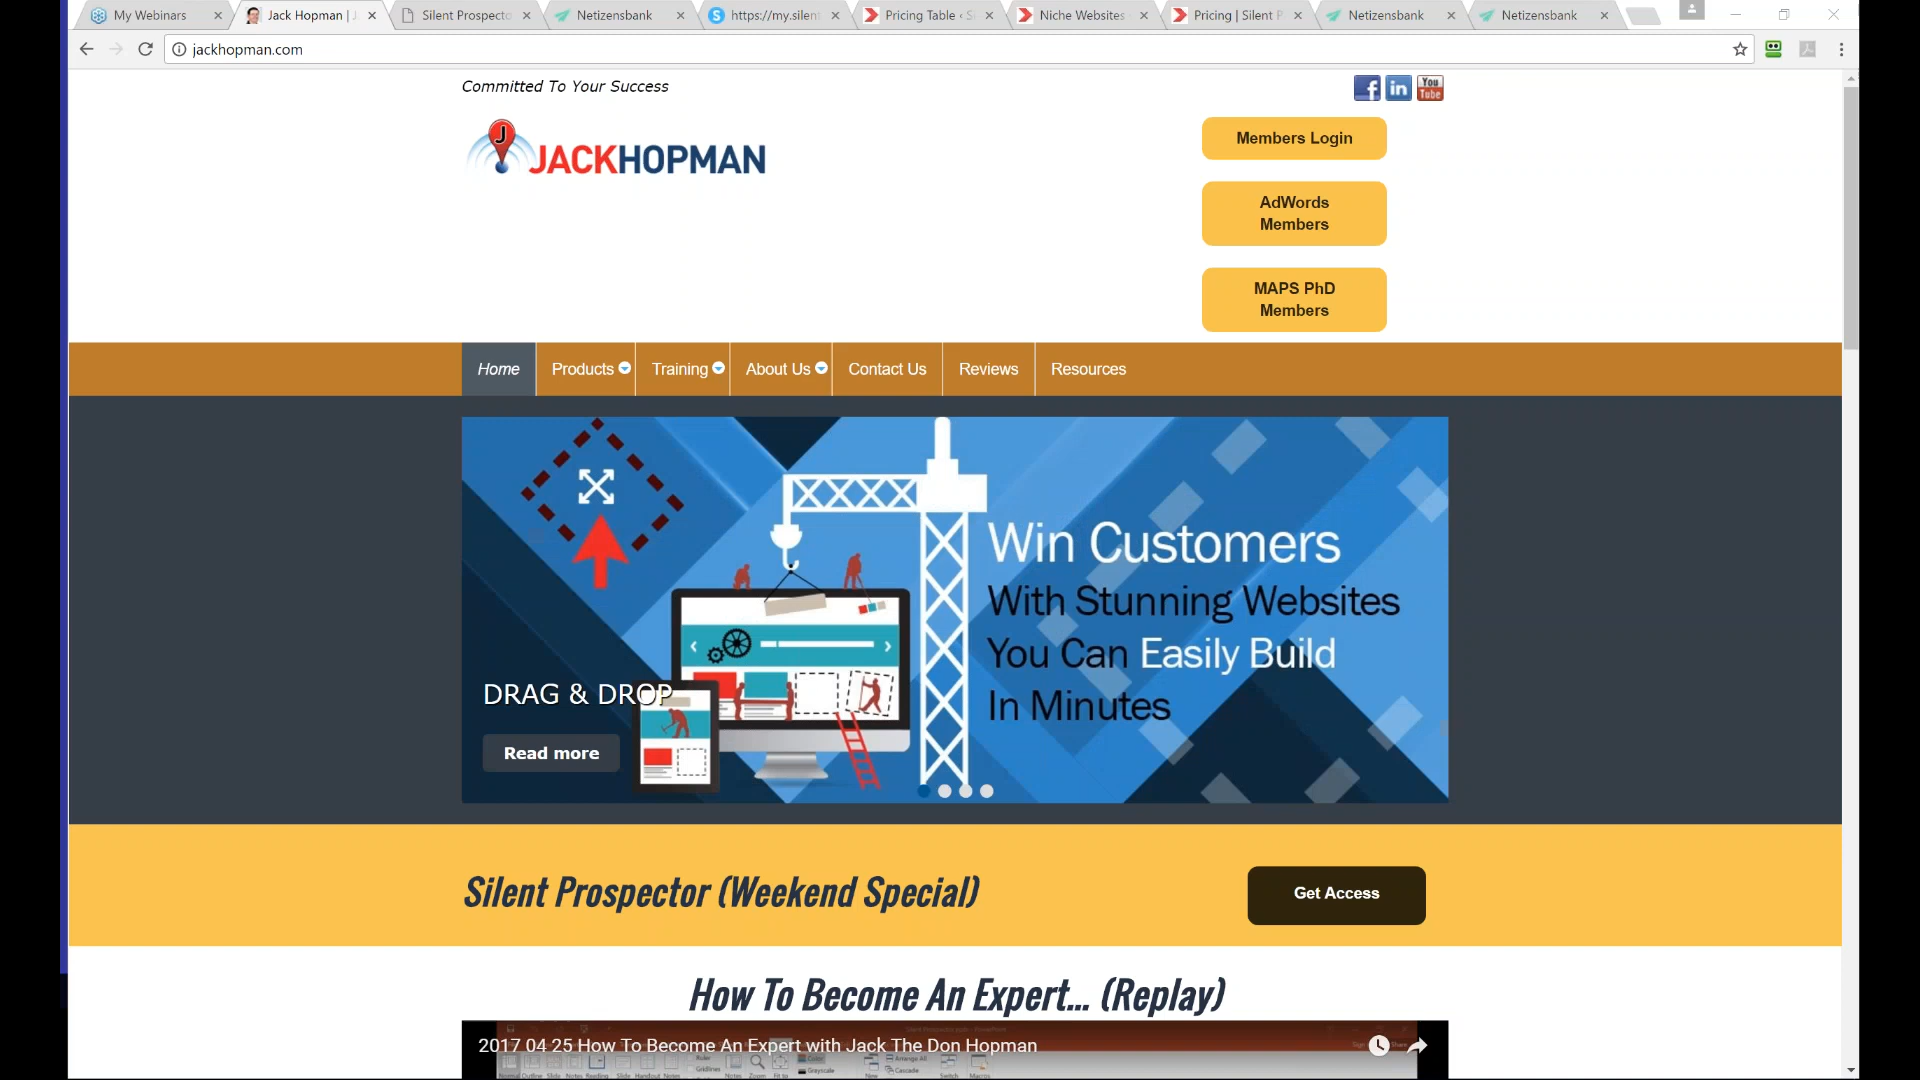 My Webinars
Jack Hopman | J
Silent Prospecto
Netizensbank
https://my.silen
Pricing Table ‹ S
Niche Websites
Pricing | Silent P
Netizensbank
Netizensbank
jackhopman.com
Committed To Your Success
f in You Tube
J JACKHOPMAN
Members Login
AdWords
Members
MAPS PhD
Members
Home Products Training About Us Contact Us Reviews Resources
Win Customers
With Stunning Websites
You Can Easily Build
In Minutes
DRAG & DROP
Read more
Silent Prospector (Weekend Special)
Get Access
How To Become An Expert... (Replay)
2017 04 25 How To Become An Expert with Jack The Don Hopman